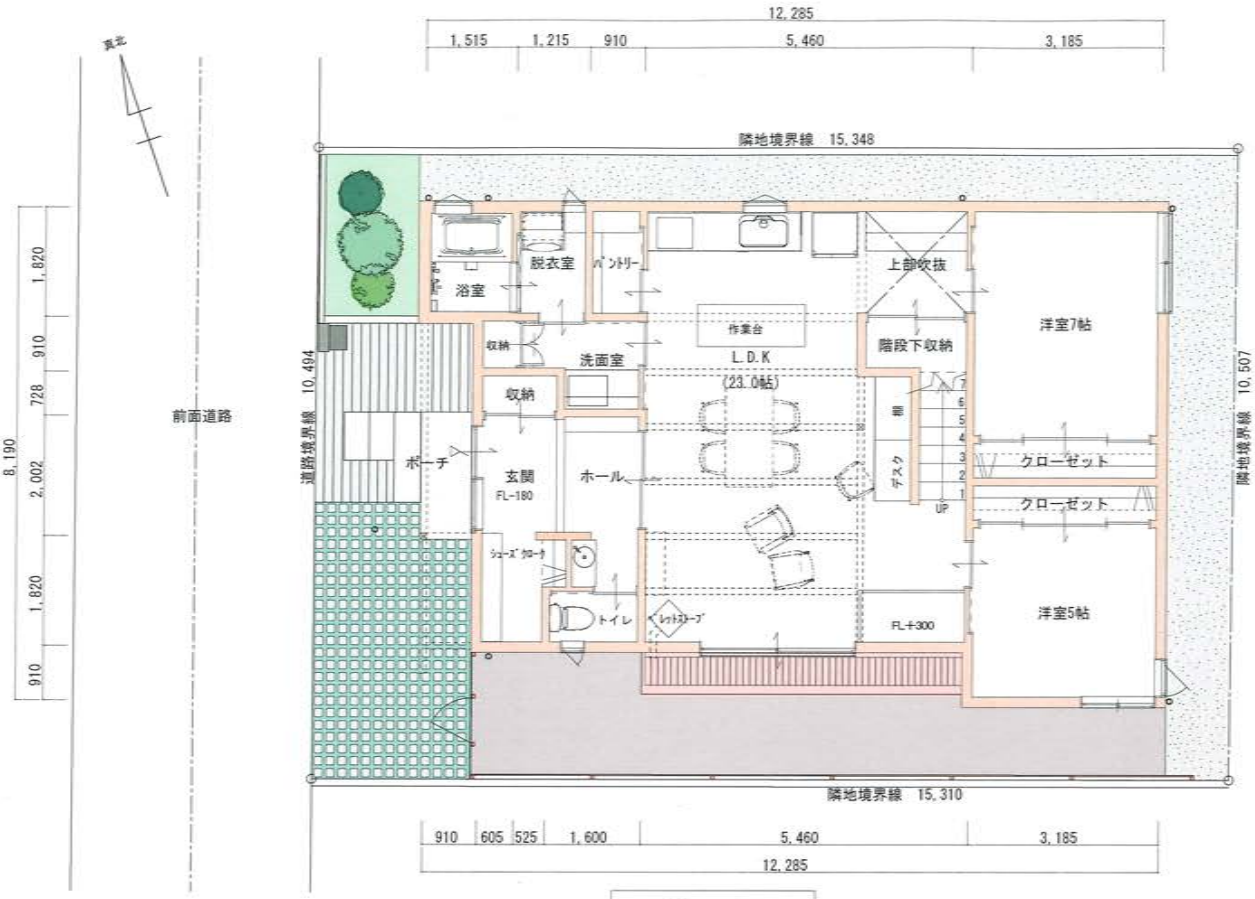 12,285
1,515
1,215
910
5,460
3,185
真北
隣地境界線 15,348
1,820
910
728
2,002
1,820
910
8,190
前面道路
道路境界線 10,494
隣地境界線 10,507
浴室
脱衣室
パントリー
上部吹抜
洋室7帖
作業台
収納
洗面室
L.D.K
(23.0帖)
階段下収納
収納
棚
デスク
7
6
5
4
3
2
1
UP
ポーチ
玄関
FL-180
ホール
クローゼット
クローゼット
シューズクローク
トイレ
ペレットストーブ
FL+300
洋室5帖
隣地境界線 15,310
910
605
525
1,600
5,460
3,185
12,285